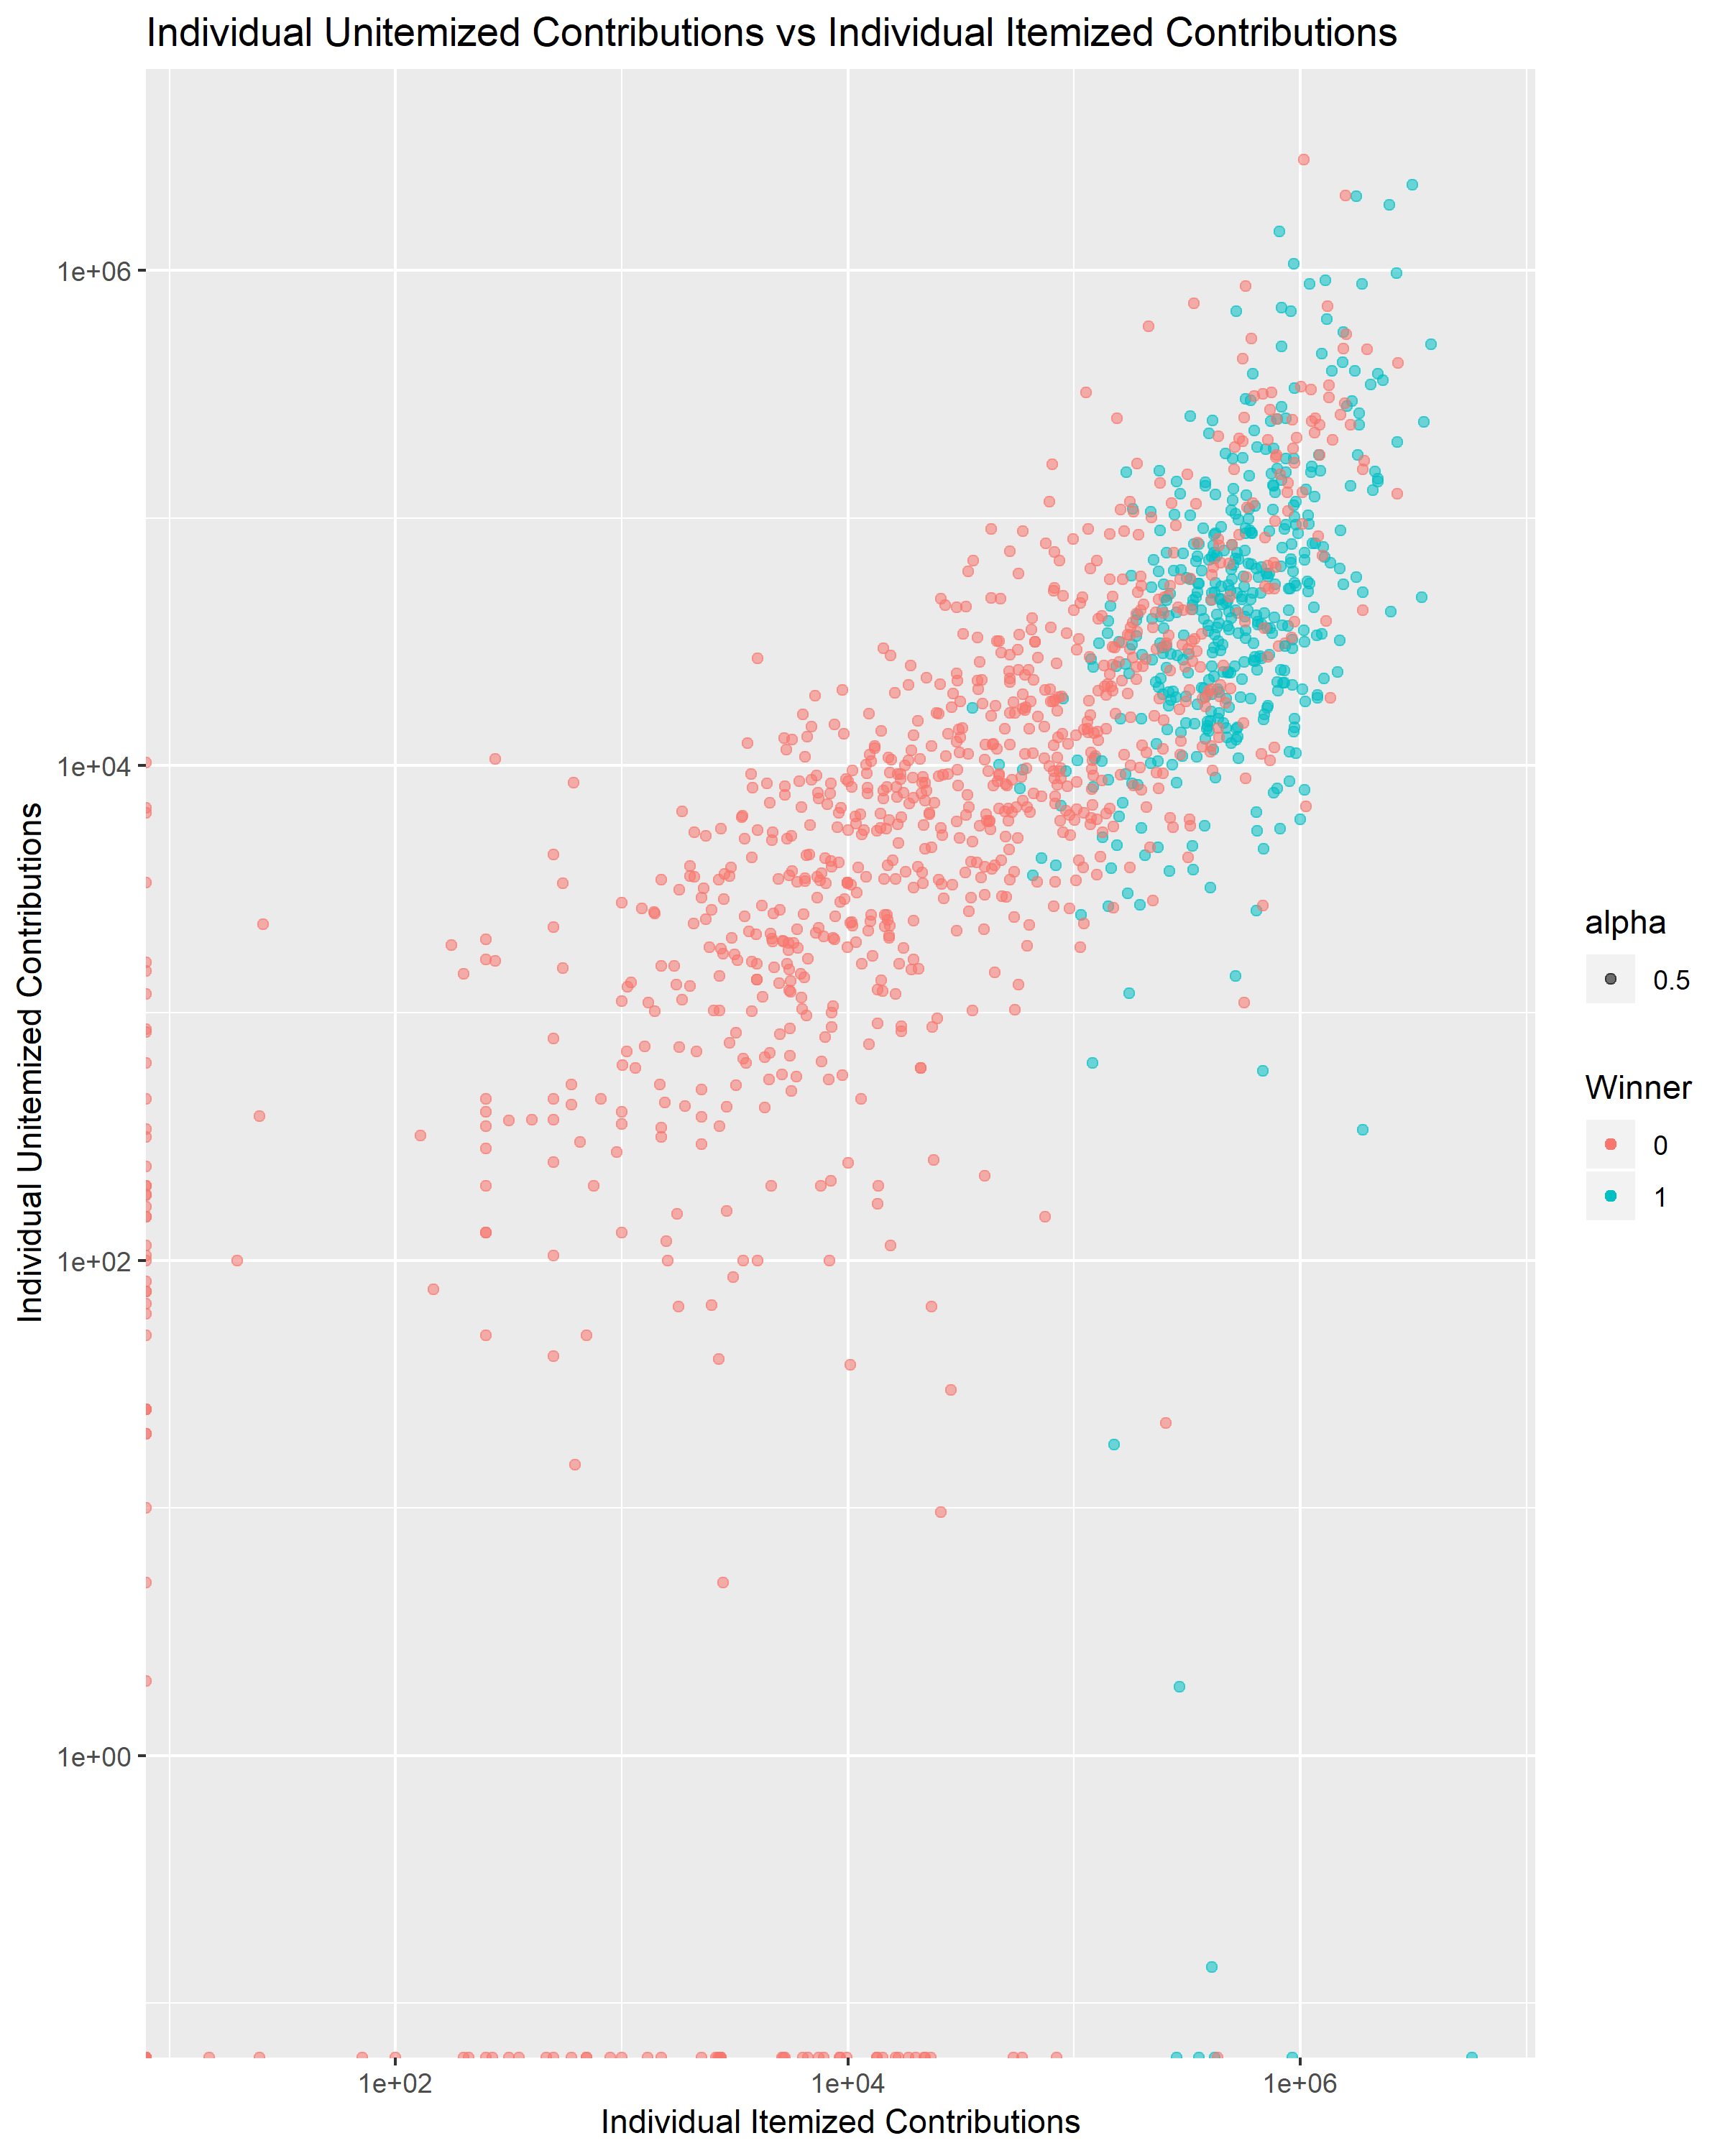 Individual Unitemized Contributions vs Individual Itemized Contributions
Individual Unitemized Contributions
1e+06
1e+04
1e+02
1e+00
1e+02
1e+04
1e+06
Individual Itemized Contributions
alpha
0.5
Winner
0
1